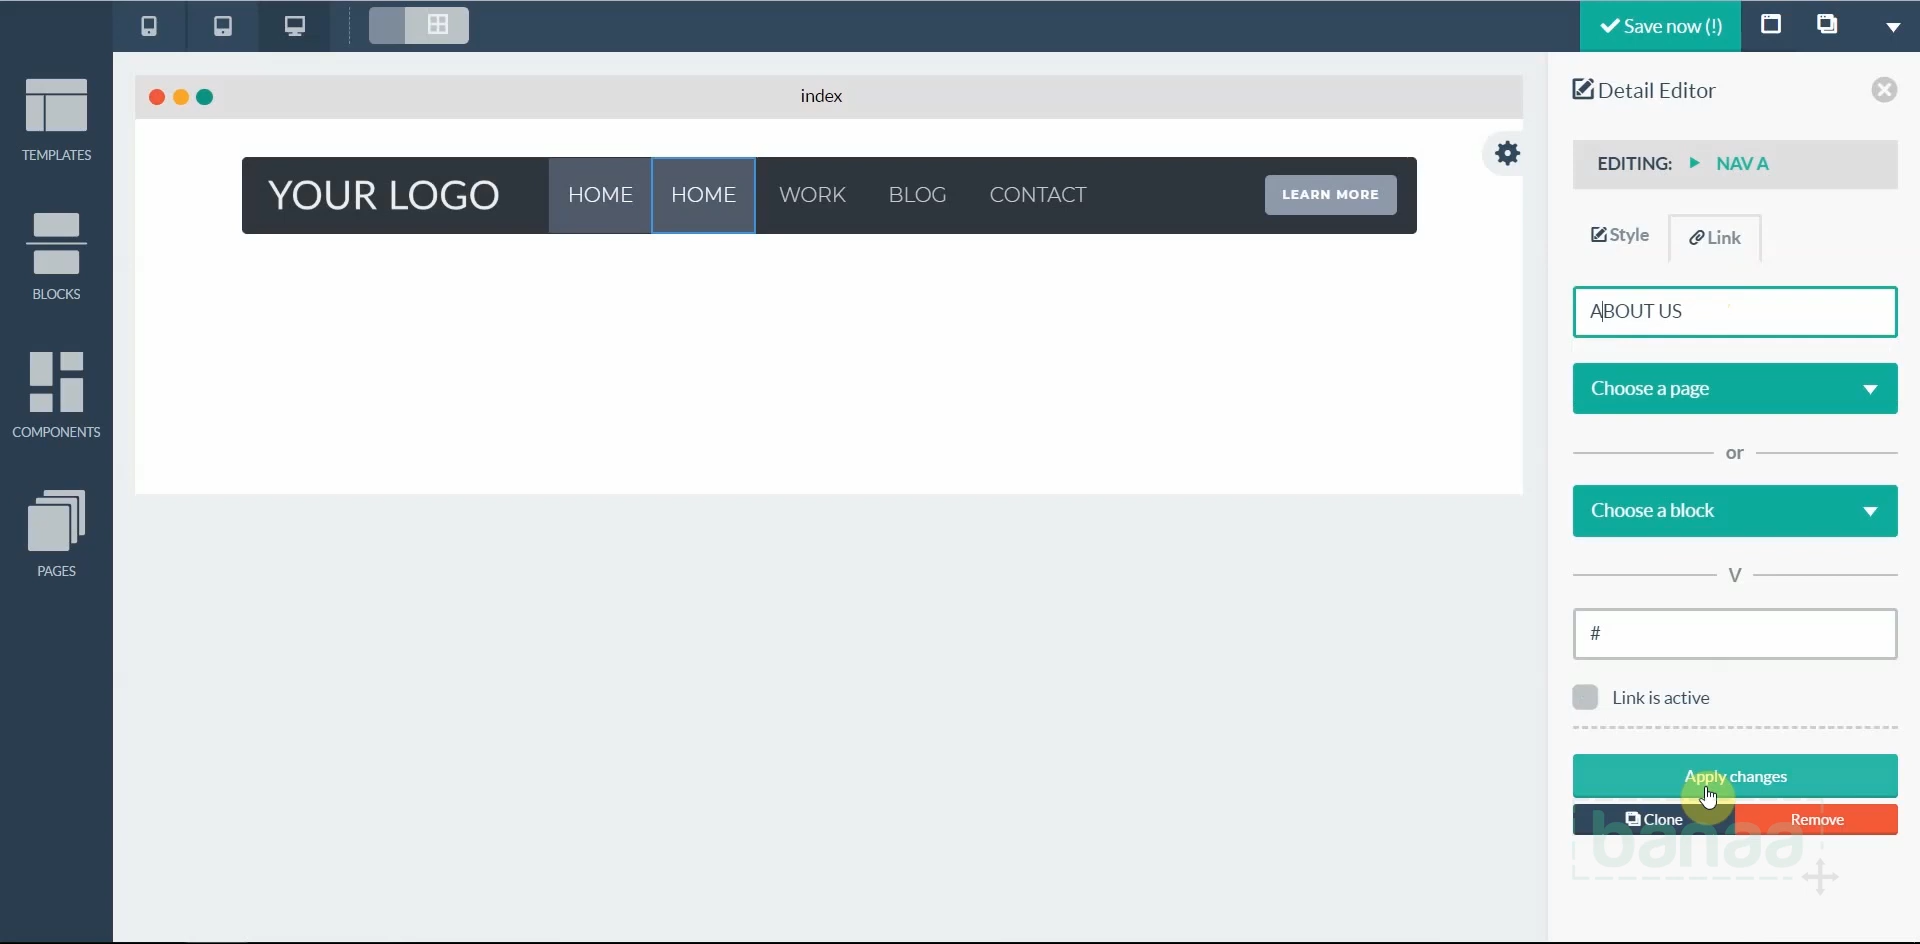 Save now (!)
TEMPLATES
BLOCKS
COMPONENTS
PAGES
index
YOUR LOGO
HOME
HOME
WORK
BLOG
CONTACT
LEARN MORE
Detail Editor
EDITING: NAV A
Style
Link
ABOUT US
Choose a page
or
Choose a block
V
#
Link is active
Apply changes
Clone
Remove
banaa